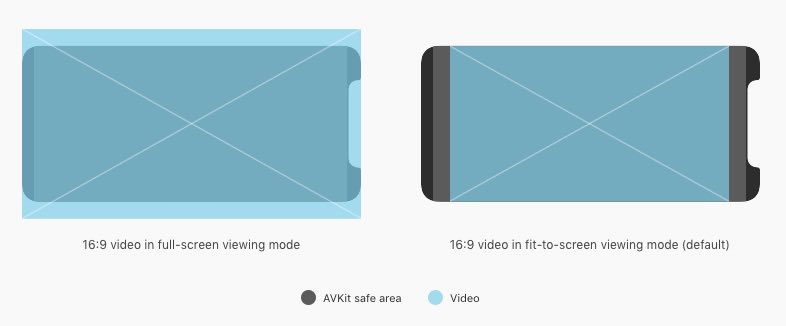 16:9 video in full-screen viewing mode
16:9 video in fit-to-screen viewing mode (default)
AVKit safe area
Video